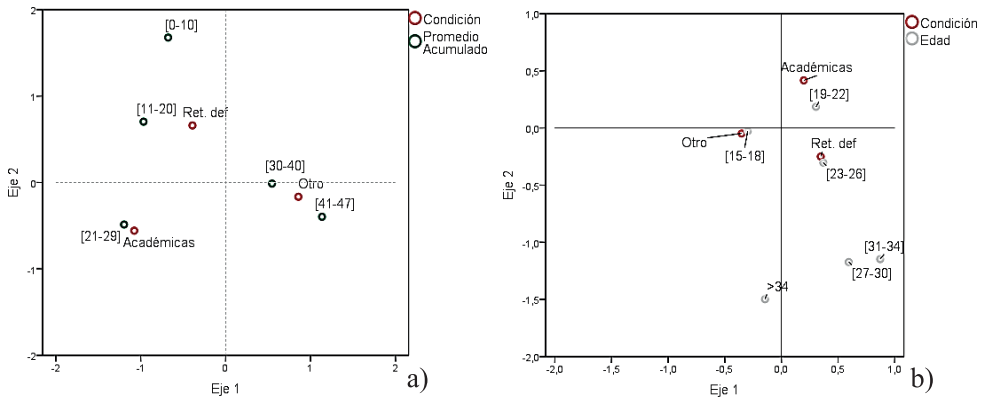 2
1
0
-1
-2
Eje 2
[0-10]
[11-20]
Ret. def
[30-40]
Otro
[41-47]
[21-29]
Académicas
-2
-1
0
1
2
Eje 1
Condición
Promedio
Acumulado
a)
1,0
0,5
0,0
-0,5
-1,0
-1,5
-2,0
Eje 2
Académicas
[19-22]
Otro
[15-18]
Ret. def
[23-26]
[31-34]
[27-30]
>34
-2,0
-1,5
-1,0
-0,5
0,0
0,5
1,0
Eje 1
Condición
Edad
b)